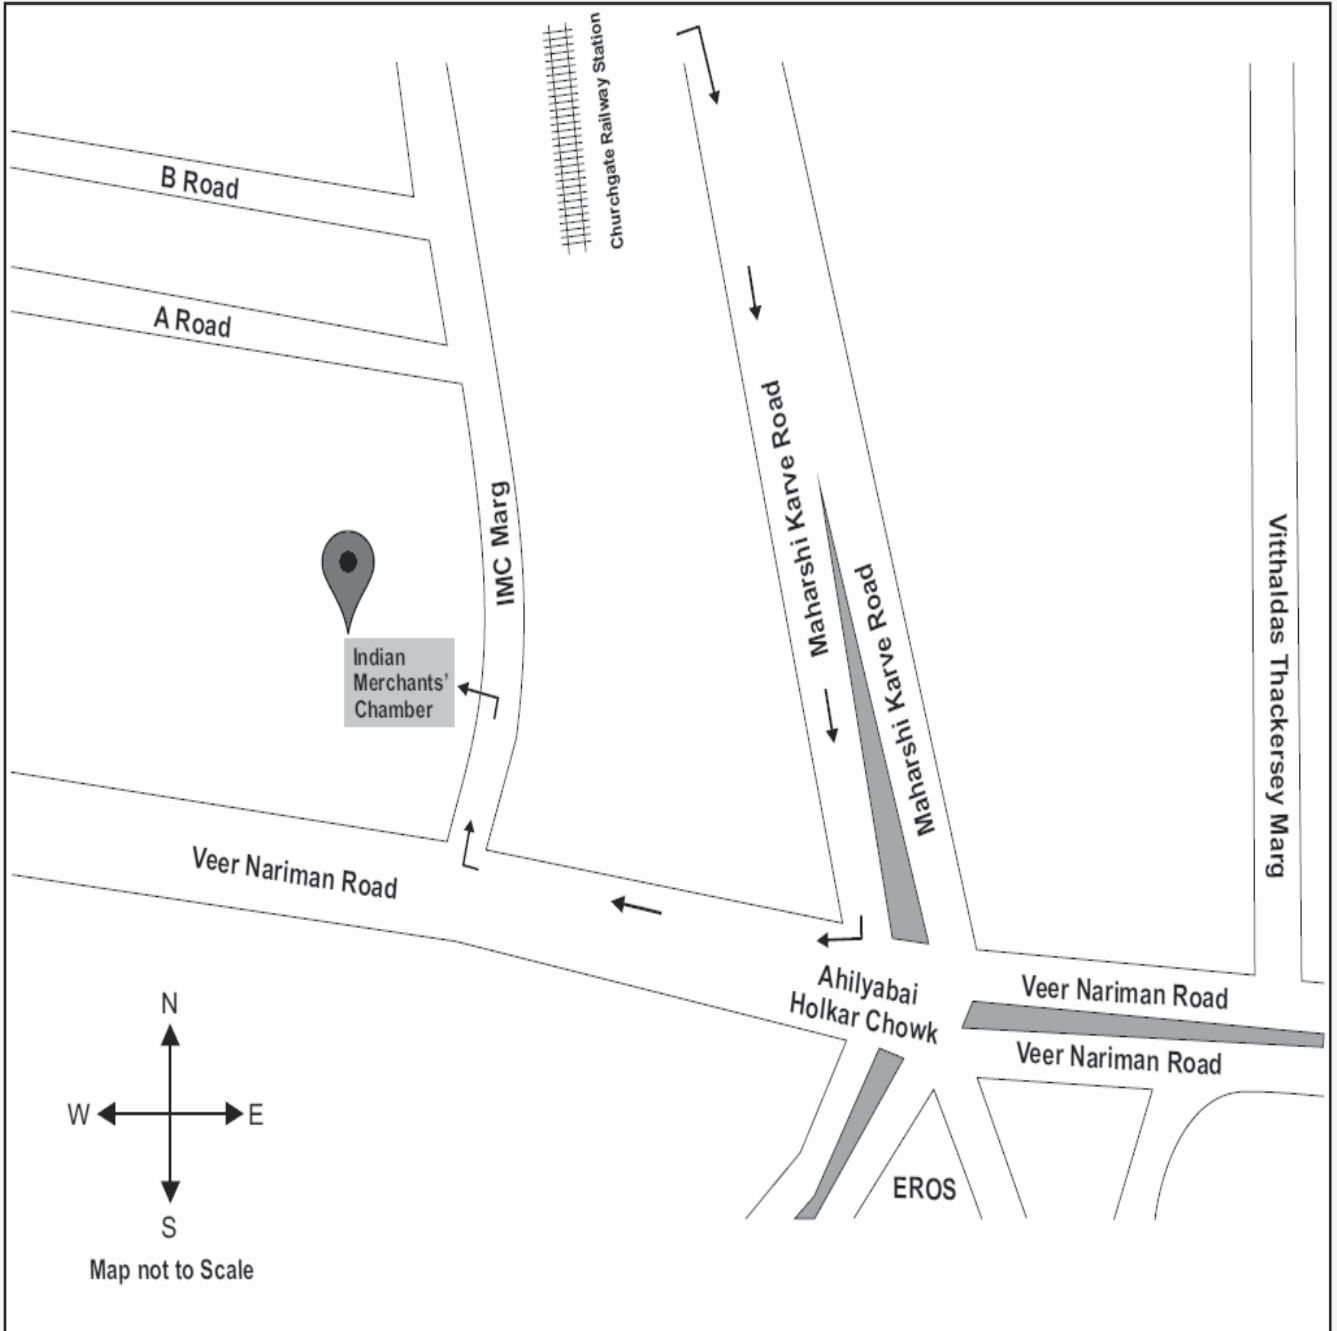 Churchgate Railway Station
B Road
A Road
Maharshi Karve Road
IMC Marg
Maharshi Karve Road
Vitthaldas Thackersey Marg
Indian
Merchants'
Chamber
Veer Nariman Road
Ahilyabai
Holkar Chowk
Veer Nariman Road
Veer Nariman Road
EROS
N
W
E
S
Map not to Scale